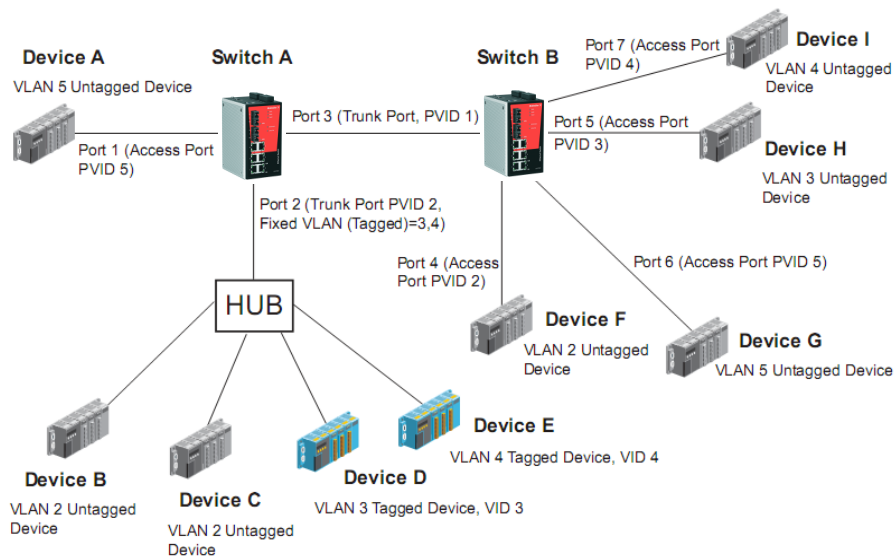 Device A
VLAN 5 Untagged Device
Switch A
Switch B
Port 7 (Access Port
PVID 4)
Device I
VLAN 4 Untagged
Device
Port 3 (Trunk Port, PVID 1)
Port 5 (Access Port
PVID 3)
Port 1 (Access Port
PVID 5)
Device H
VLAN 3 Untagged
Device
Port 2 (Trunk Port PVID 2,
Fixed VLAN (Tagged)=3,4)
Port 4 (Access
Port PVID 2)
Port 6 (Access Port PVID 5)
HUB
Device F
VLAN 2 Untagged
Device
Device G
VLAN 5 Untagged Device
Device E
VLAN 4 Tagged Device, VID 4
Device B
VLAN 2 Untagged
Device
Device C
VLAN 2 Untagged
Device
Device D
VLAN 3 Tagged Device, VID 3